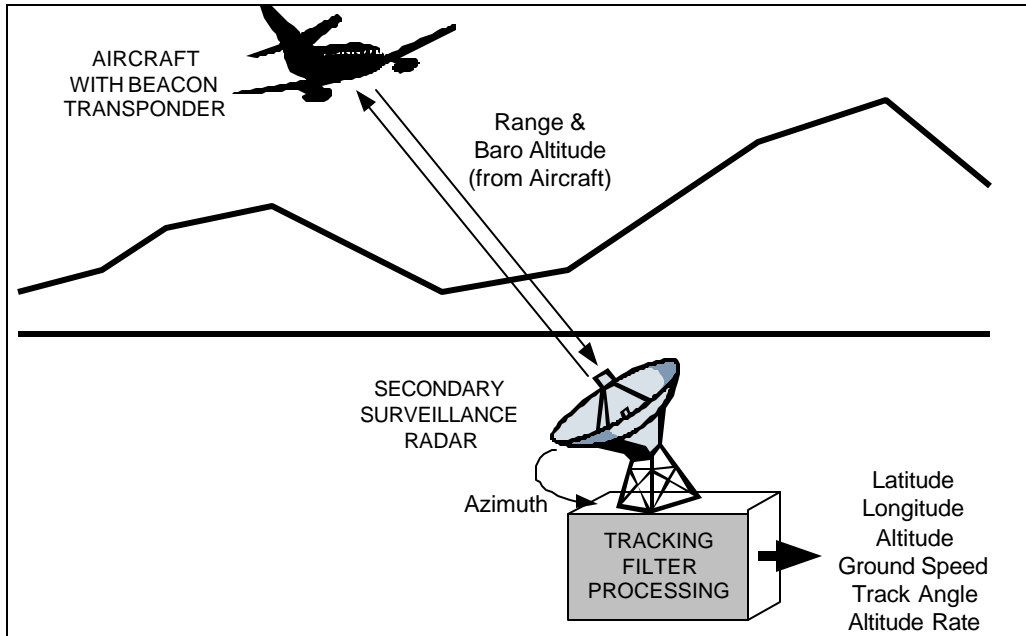 AIRCRAFT
WITH BEACON
TRANSPONDER
Range &
Baro Altitude
(from Aircraft)
SECONDARY
SURVEILLANCE
RADAR
Azimuth
TRACKING
FILTER
PROCESSING
Latitude
Longitude
Altitude
Ground Speed
Track Angle
Altitude Rate